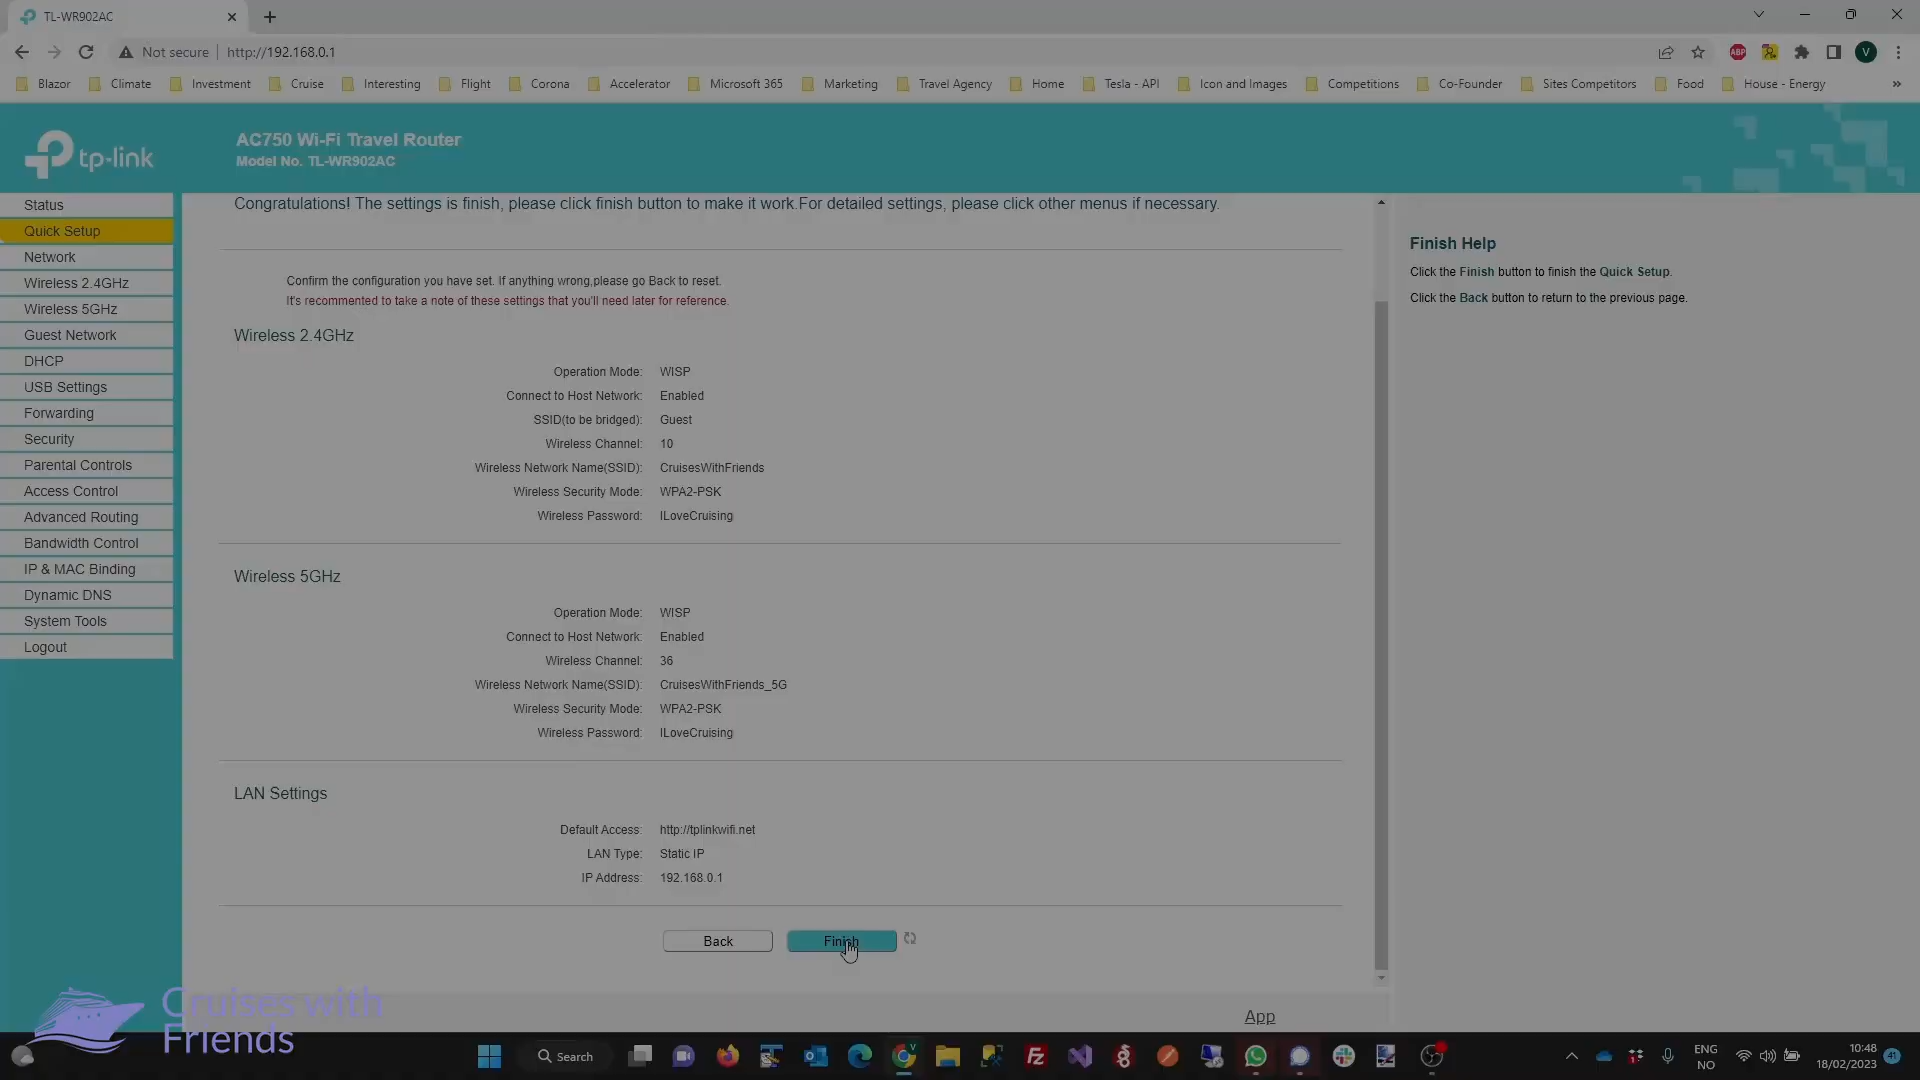 TL-WR902AC
Not secure
http://192.168.0.1
ABP
V
Blazor
Climate
Investment
Cruise
Interesting
Flight
Corona
Accelerator
Microsoft 365
Marketing
Travel Agency
Home
Tesla - API
Icon and Images
Competitions
Co-Founder
Sites Competitors
Food
House - Energy
»
tp-link
AC750 Wi-Fi Travel Router
Model No. TL-WR902AC
Status
Quick Setup
Network
Wireless 2.4GHz
Wireless 5GHz
Guest Network
DHCP
USB Settings
Forwarding
Security
Parental Controls
Access Control
Advanced Routing
Bandwidth Control
IP & MAC Binding
Dynamic DNS
System Tools
Logout
Congratulations! The settings is finish, please click finish button to make it work.For detailed settings, please click other menus if necessary.
Confirm the configuration you have set. If anything wrong,please go Back to reset.
It's recommented to take a note of these settings that you'll need later for reference.
Wireless 2.4GHz
Operation Mode: WISP
Connect to Host Network: Enabled
SSID(to be bridged): Guest
Wireless Channel: 10
Wireless Network Name(SSID): CruisesWithFriends
Wireless Security Mode: WPA2-PSK
Wireless Password: ILoveCruising
Wireless 5GHz
Operation Mode: WISP
Connect to Host Network: Enabled
Wireless Channel: 36
Wireless Network Name(SSID): CruisesWithFriends_5G
Wireless Security Mode: WPA2-PSK
Wireless Password: ILoveCruising
LAN Settings
Default Access: http://tplinkwifi.net
LAN Type: Static IP
IP Address: 192.168.0.1
Back
Finish
Finish Help
Click the Finish button to finish the Quick Setup.
Click the Back button to return to the previous page.
App
Cruises with
Friends
Search
FZ
ENG
NO
10:48
18/02/2023
41